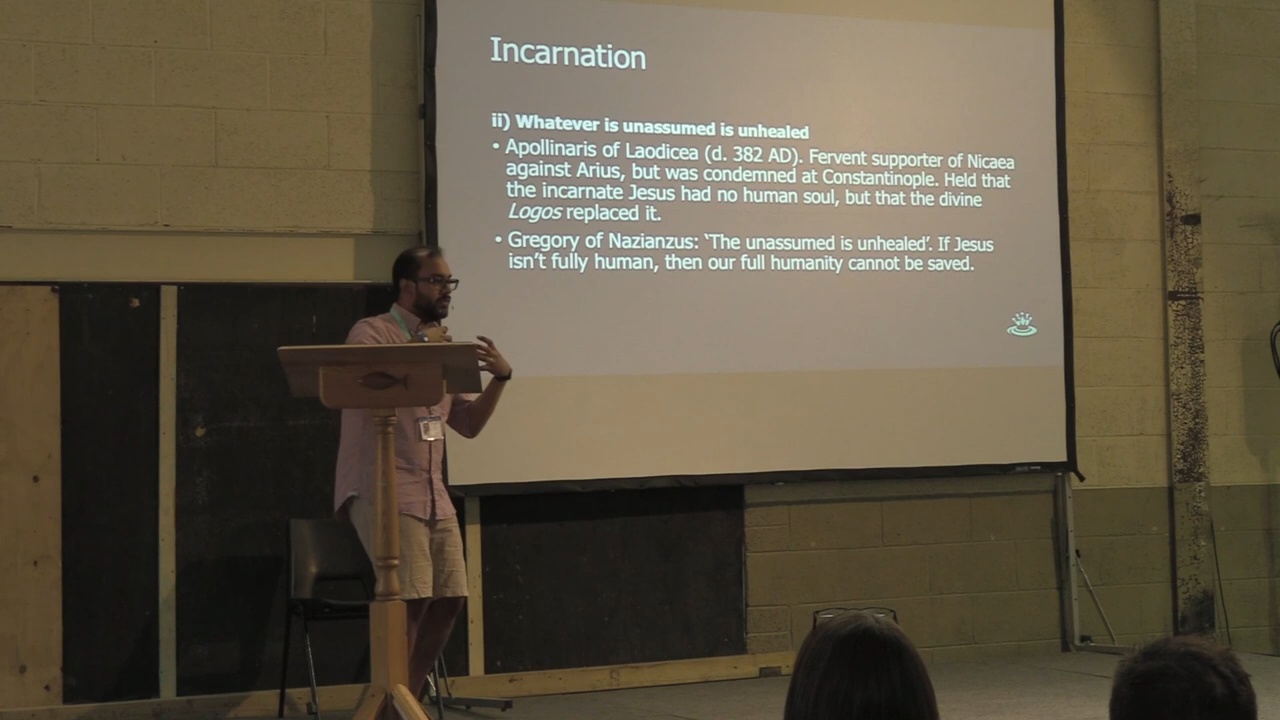 Incarnation
ii) Whatever is unassumed is unhealed
• Apollinaris of Laodicea (d. 382 AD). Fervent supporter of Nicaea
against Arius, but was condemned at Constantinople. Held that
the incarnate Jesus had no human soul, but that the divine
Logos replaced it.
• Gregory of Nazianzus: ‘The unassumed is unhealed’. If Jesus
isn’t fully human, then our full humanity cannot be saved.